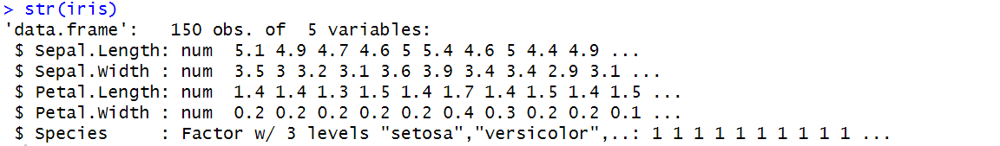 > str(iris)
'data.frame':   150 obs. of  5 variables:
 $ Sepal.Length: num  5.1 4.9 4.7 4.6 5 5.4 4.6 5 4.4 4.9 ...
 $ Sepal.Width : num  3.5 3 3.2 3.1 3.6 3.9 3.4 3.4 2.9 3.1 ...
 $ Petal.Length: num  1.4 1.4 1.3 1.5 1.4 1.7 1.4 1.5 1.4 1.5 ...
 $ Petal.Width : num  0.2 0.2 0.2 0.2 0.2 0.4 0.3 0.2 0.2 0.1 ...
 $ Species     : Factor w/ 3 levels "setosa","versicolor",..: 1 1 1 1 1 1 1 1 1 1 ...